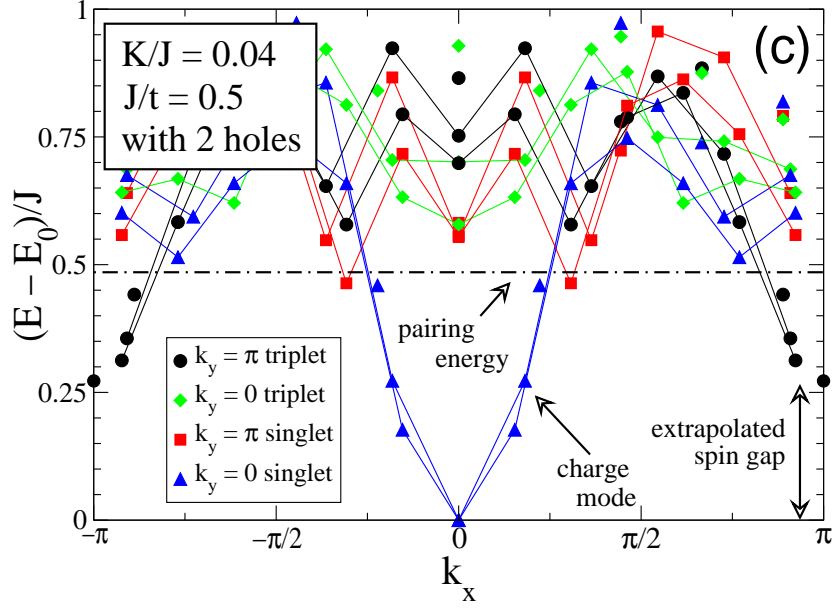 1
0.75
0.5
0.25
0
(E − E0)/J
K/J = 0.04
J/t = 0.5
with 2 holes
(c)
pairing
energy
ky = π triplet
ky = 0 triplet
ky = π singlet
ky = 0 singlet
charge
mode
extrapolated
spin gap
−π
−π/2
0
π/2
π
kx